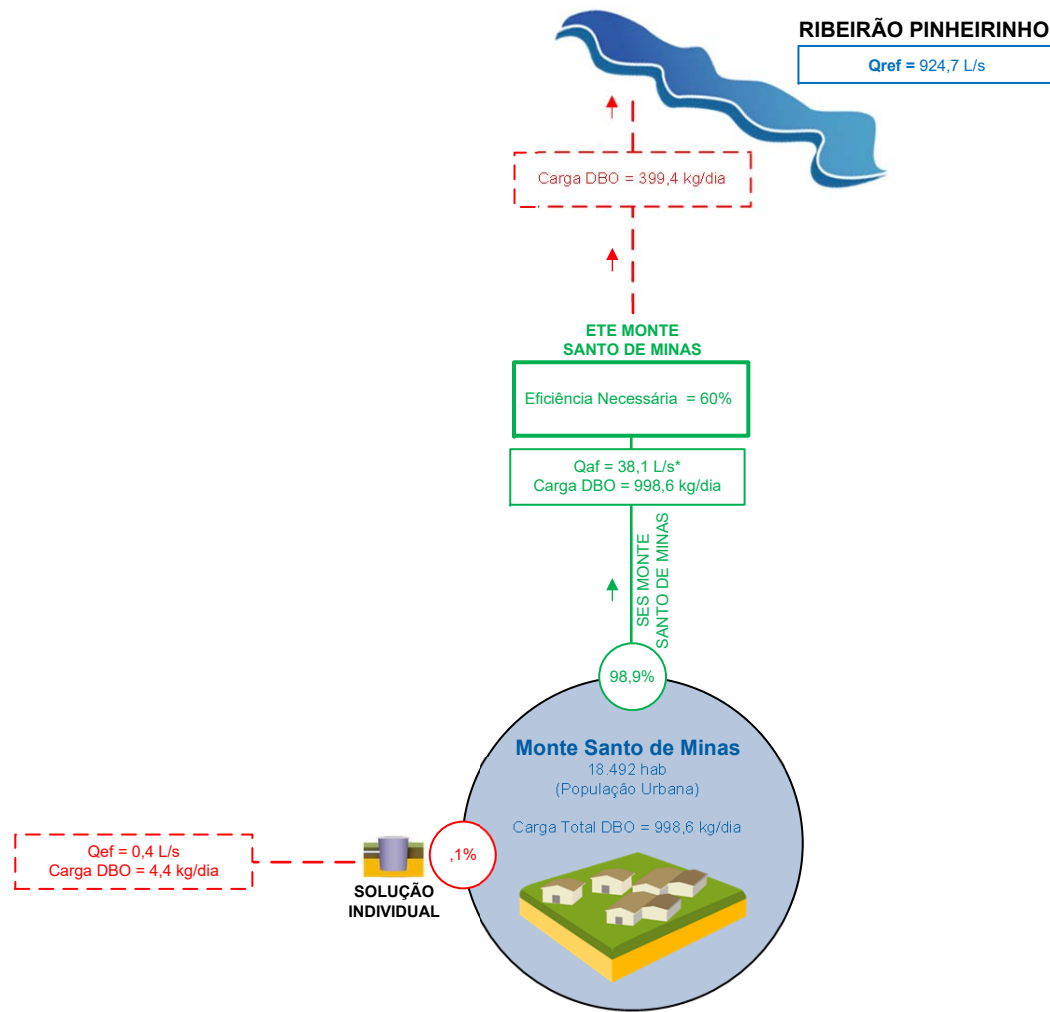 RIBEIRÃO PINHEIRINHO
Qref = 924,7 L/s
Carga DBO = 399,4 kg/dia
ETE MONTE
SANTO DE MINAS
Eficiência Necessária = 60%
Qaf = 38,1 L/s*
Carga DBO = 998,6 kg/dia
SES MONTE
SANTO DE MINAS
98,9%
Monte Santo de Minas
18.492 hab
(População Urbana)
Carga Total DBO = 998,6 kg/dia
,1%
SOLUÇÃO
INDIVIDUAL
Qef = 0,4 L/s
Carga DBO = 4,4 kg/dia